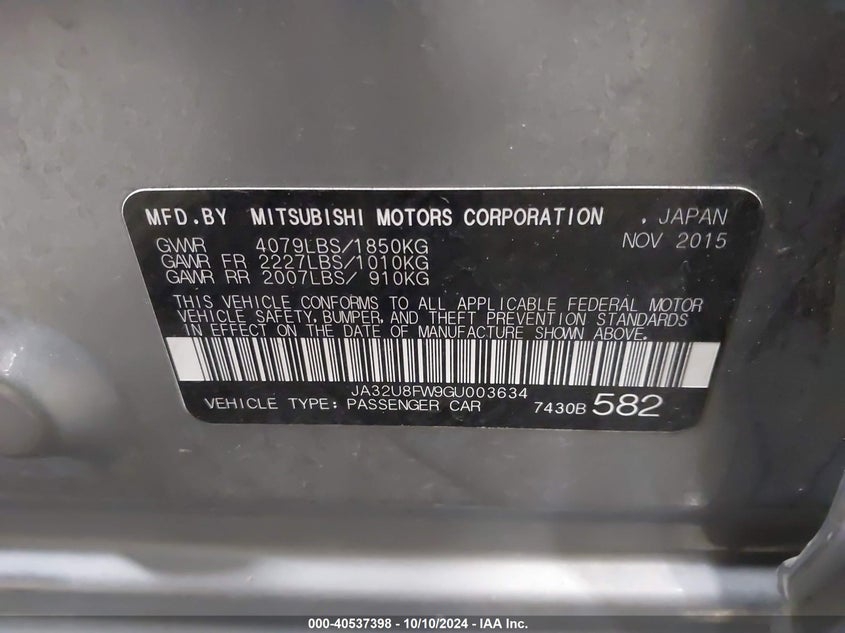 MFD.BY MITSUBISHI MOTORS CORPORATION , JAPAN
NOV 2015
GVWR 4079LBS/1850KG
GAWR FR 2227LBS/1010KG
GAWR RR 2007LBS/ 910KG
THIS VEHICLE CONFORMS TO ALL APPLICABLE FEDERAL MOTOR
VEHICLE SAFETY, BUMPER, AND THEFT PREVENTION STANDARDS
IN EFFECT ON THE DATE OF MANUFACTURE SHOWN ABOVE.
JA32U8FW9GU003634
VEHICLE TYPE: PASSENGER CAR 7430B 582
000-40537398 - 10/10/2024 - IAA Inc.